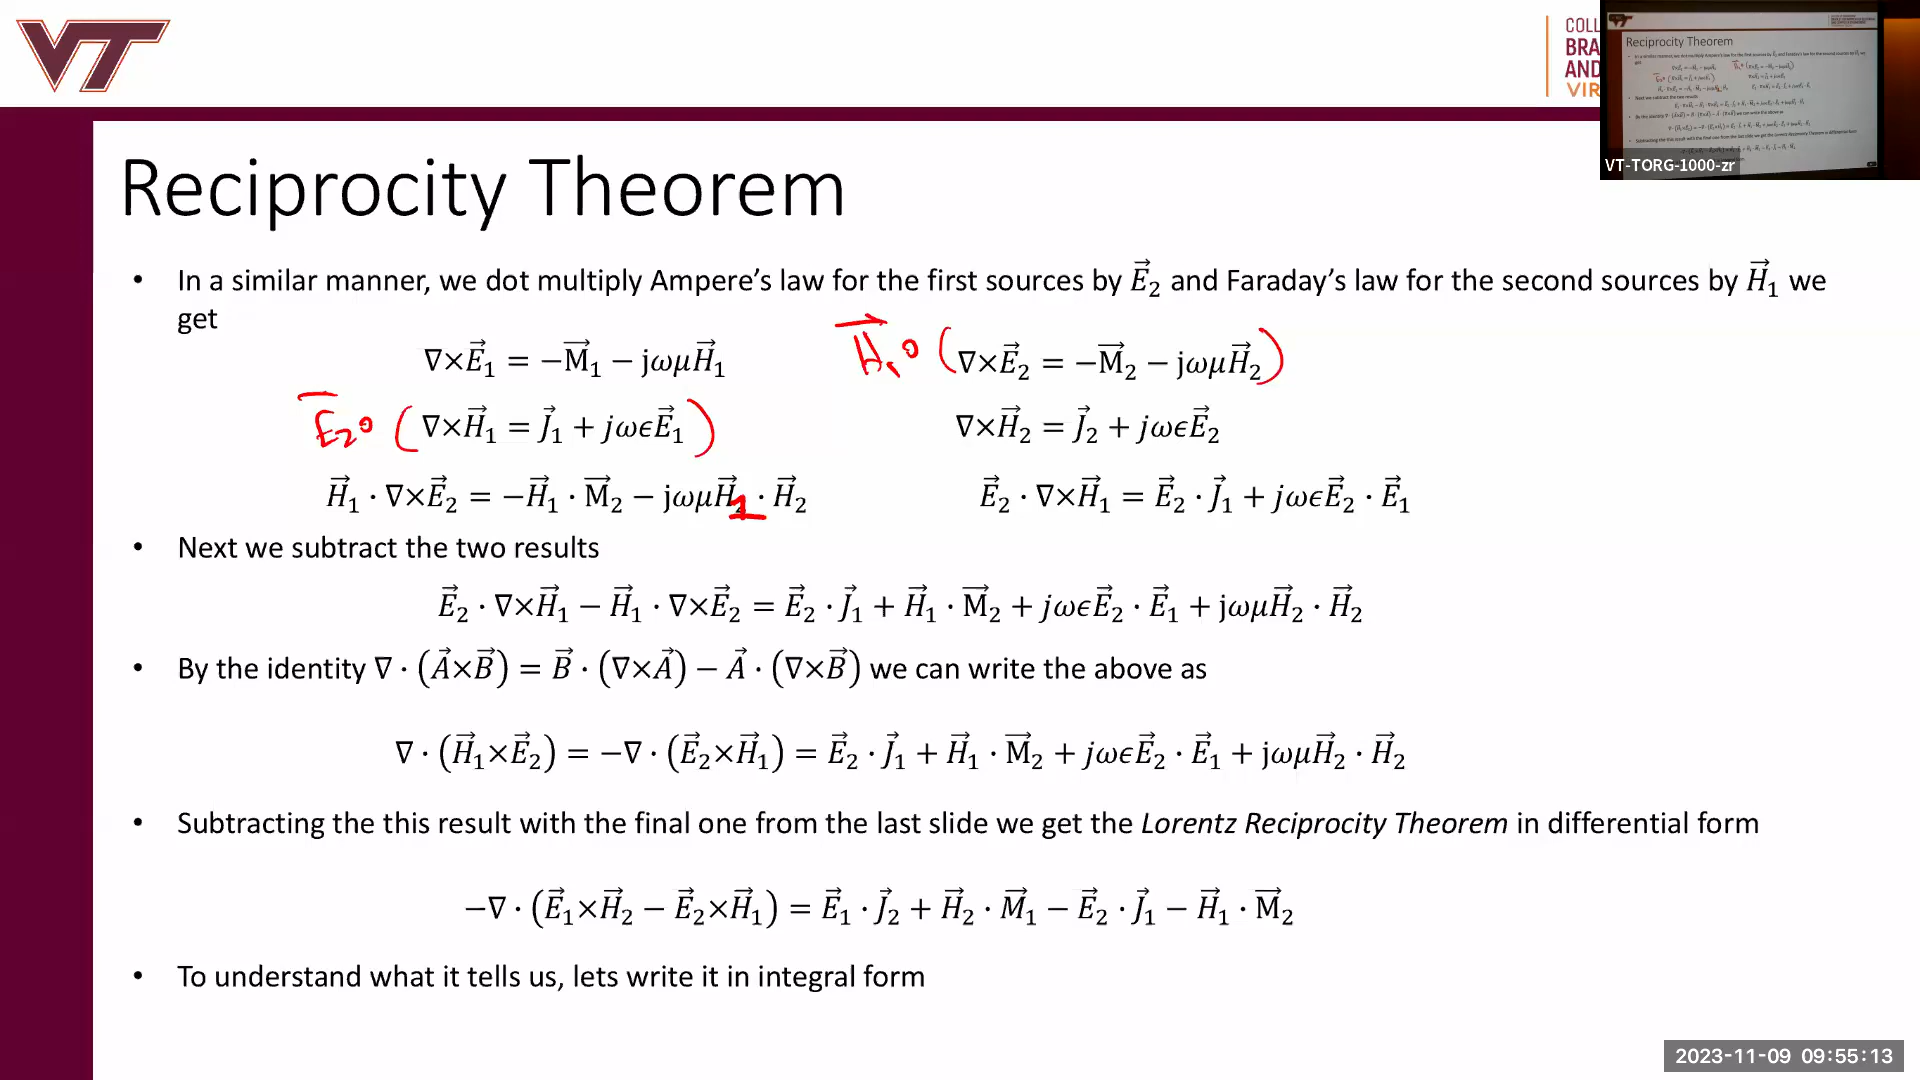 VT
COLL
BRA
AND
VIR
Reciprocity Theorem
VT-TORG-1000-zr
Reciprocity Theorem
• In a similar manner, we dot multiply Ampere’s law for the first sources by E⃗₂ and Faraday’s law for the second sources by H⃗₁ we
get
∇×E⃗₁ = −M⃗₁ − jωμH⃗₁ H⃗₁∘ (∇×E⃗₂ = −M⃗₂ − jωμH⃗₂)
E⃗₂∘ (∇×H⃗₁ = J⃗₁ + jωϵE⃗₁) ∇×H⃗₂ = J⃗₂ + jωϵE⃗₂
H⃗₁ · ∇×E⃗₂ = −H⃗₁ · M⃗₂ − jωμH⃗₁ · H⃗₂ E⃗₂ · ∇×H⃗₁ = E⃗₂ · J⃗₁ + jωϵE⃗₂ · E⃗₁
• Next we subtract the two results
E⃗₂ · ∇×H⃗₁ − H⃗₁ · ∇×E⃗₂ = E⃗₂ · J⃗₁ + H⃗₁ · M⃗₂ + jωϵE⃗₂ · E⃗₁ + jωμH⃗₂ · H⃗₂
• By the identity ∇ · (A⃗×B⃗) = B⃗ · (∇×A⃗) − A⃗ · (∇×B⃗) we can write the above as
∇ · (H⃗₁×E⃗₂) = −∇ · (E⃗₂×H⃗₁) = E⃗₂ · J⃗₁ + H⃗₁ · M⃗₂ + jωϵE⃗₂ · E⃗₁ + jωμH⃗₂ · H⃗₂
• Subtracting the this result with the final one from the last slide we get the Lorentz Reciprocity Theorem in differential form
−∇ · (E⃗₁×H⃗₂ − E⃗₂×H⃗₁) = E⃗₁ · J⃗₂ + H⃗₂ · M⃗₁ − E⃗₂ · J⃗₁ − H⃗₁ · M⃗₂
• To understand what it tells us, lets write it in integral form
2023-11-09 09:55:13